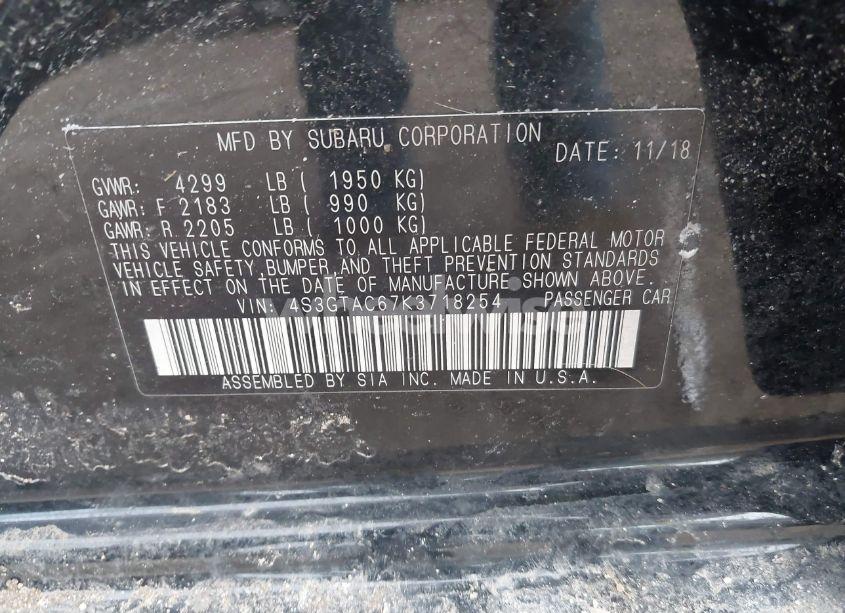 MFD BY SUBARU CORPORATION
DATE: 11/18
GVWR: 4299 LB ( 1950 KG)
GAWR: F 2183 LB ( 990 KG)
GAWR: R 2205 LB ( 1000 KG)
THIS VEHICLE CONFORMS TO ALL APPLICABLE FEDERAL MOTOR
VEHICLE SAFETY,BUMPER,AND THEFT PREVENTION STANDARDS
IN EFFECT ON THE DATE OF MANUFACTURE SHOWN ABOVE.
VIN: 4S3GTAC67K3718254 PASSENGER CAR
ASSEMBLED BY SIA INC. MADE IN U.S.A.